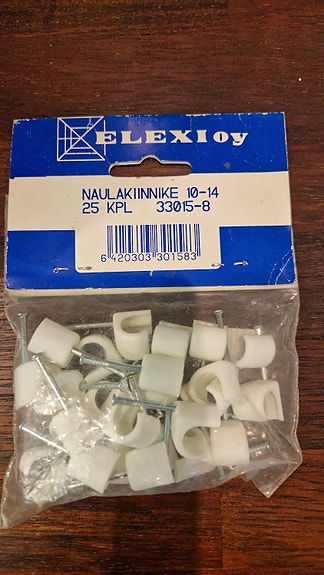 ELEXI oy
NAULAKIINNIKE 10-14
25 KPL 33015-8
6 420303 301583